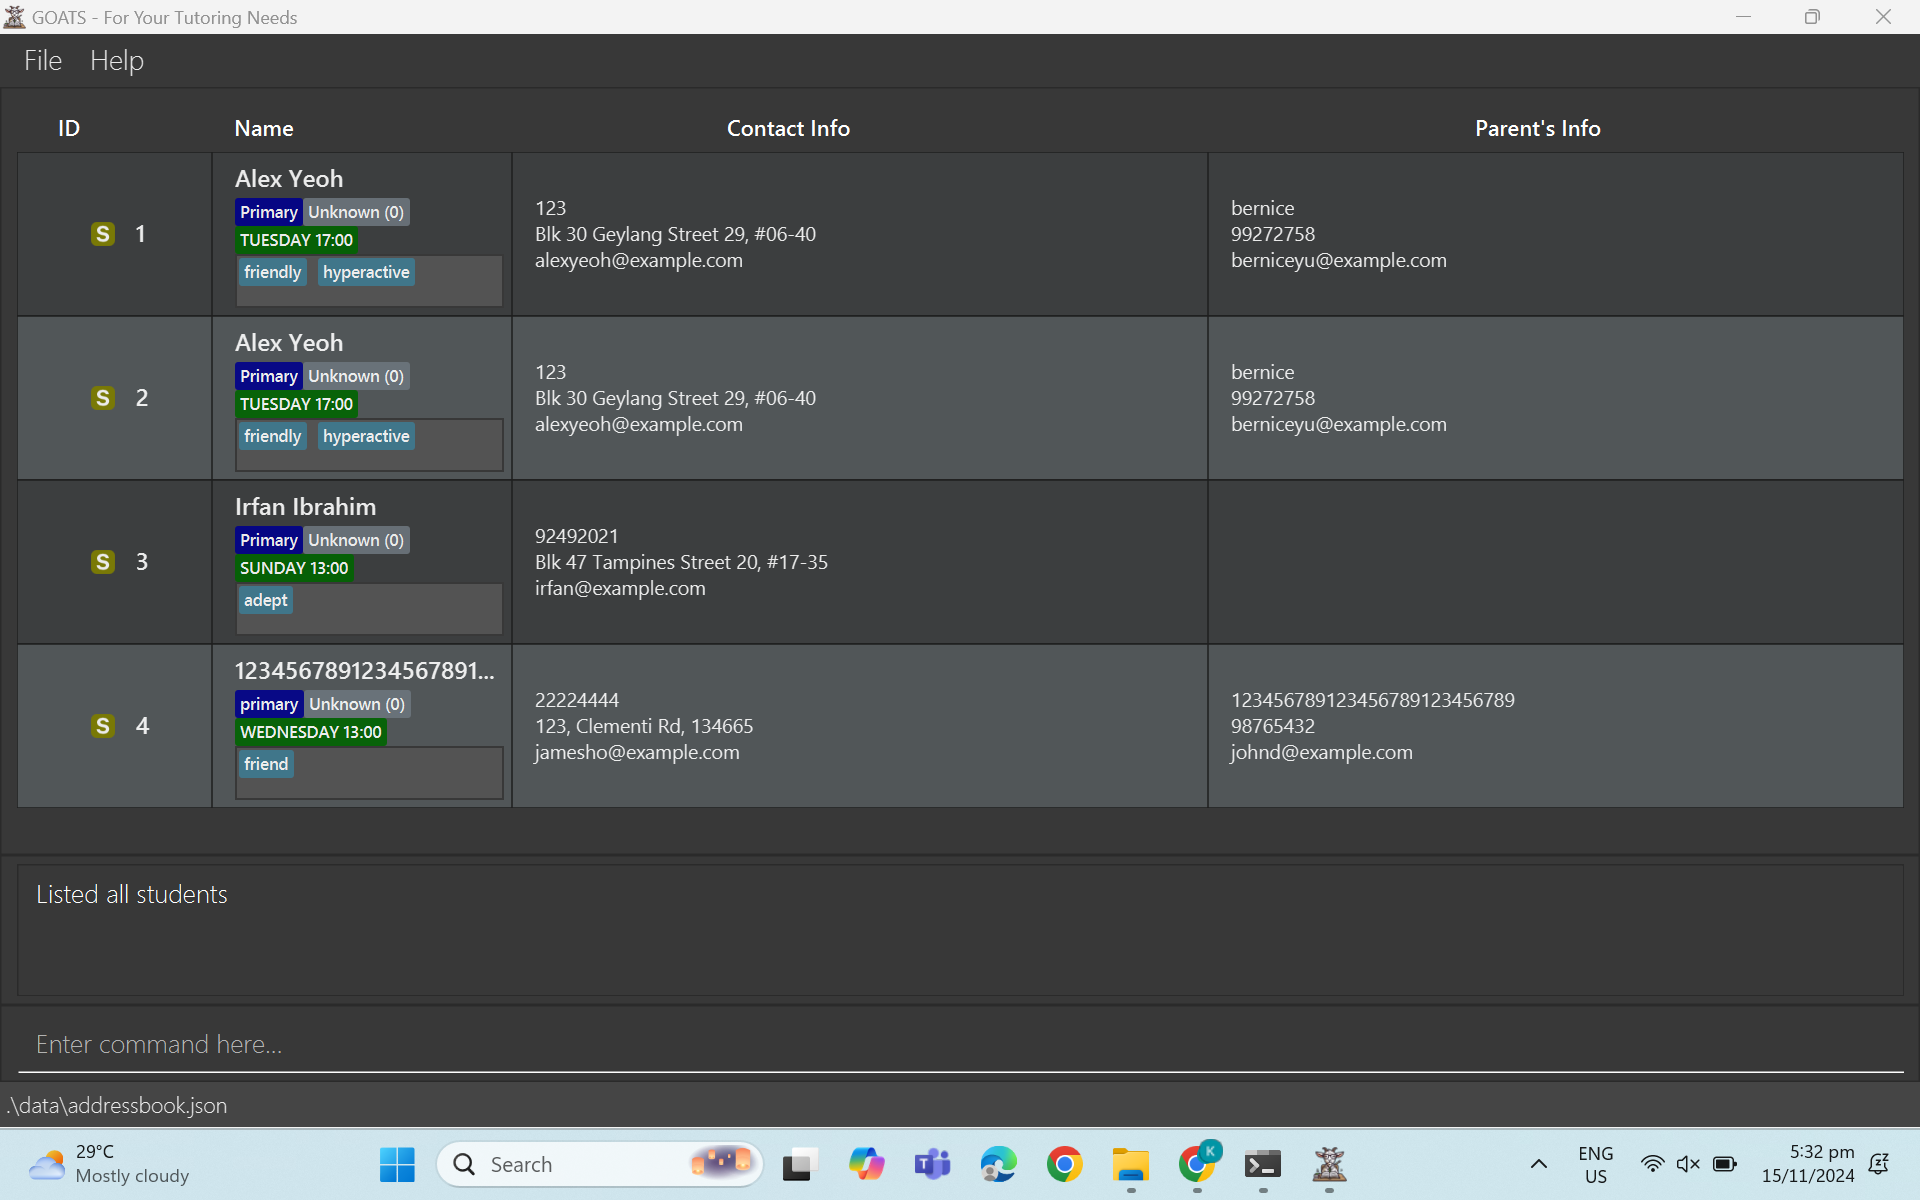 GOATS - For Your Tutoring Needs
File Help
ID Name Contact Info Parent's Info
S 1
Alex Yeoh
Primary Unknown (0)
TUESDAY 17:00
friendly hyperactive
123
Blk 30 Geylang Street 29, #06-40
alexyeoh@example.com
bernice
99272758
berniceyu@example.com
S 2
Alex Yeoh
Primary Unknown (0)
TUESDAY 17:00
friendly hyperactive
123
Blk 30 Geylang Street 29, #06-40
alexyeoh@example.com
bernice
99272758
berniceyu@example.com
S 3
Irfan Ibrahim
Primary Unknown (0)
SUNDAY 13:00
adept
92492021
Blk 47 Tampines Street 20, #17-35
irfan@example.com
S 4
1234567891234567891...
primary Unknown (0)
WEDNESDAY 13:00
friend
22224444
123, Clementi Rd, 134665
jamesho@example.com
123456789123456789123456789
98765432
johnd@example.com
Listed all students
Enter command here...
.\data\addressbook.json
29°C
Mostly cloudy
Search
K
ENG
US
5:32 pm
15/11/2024